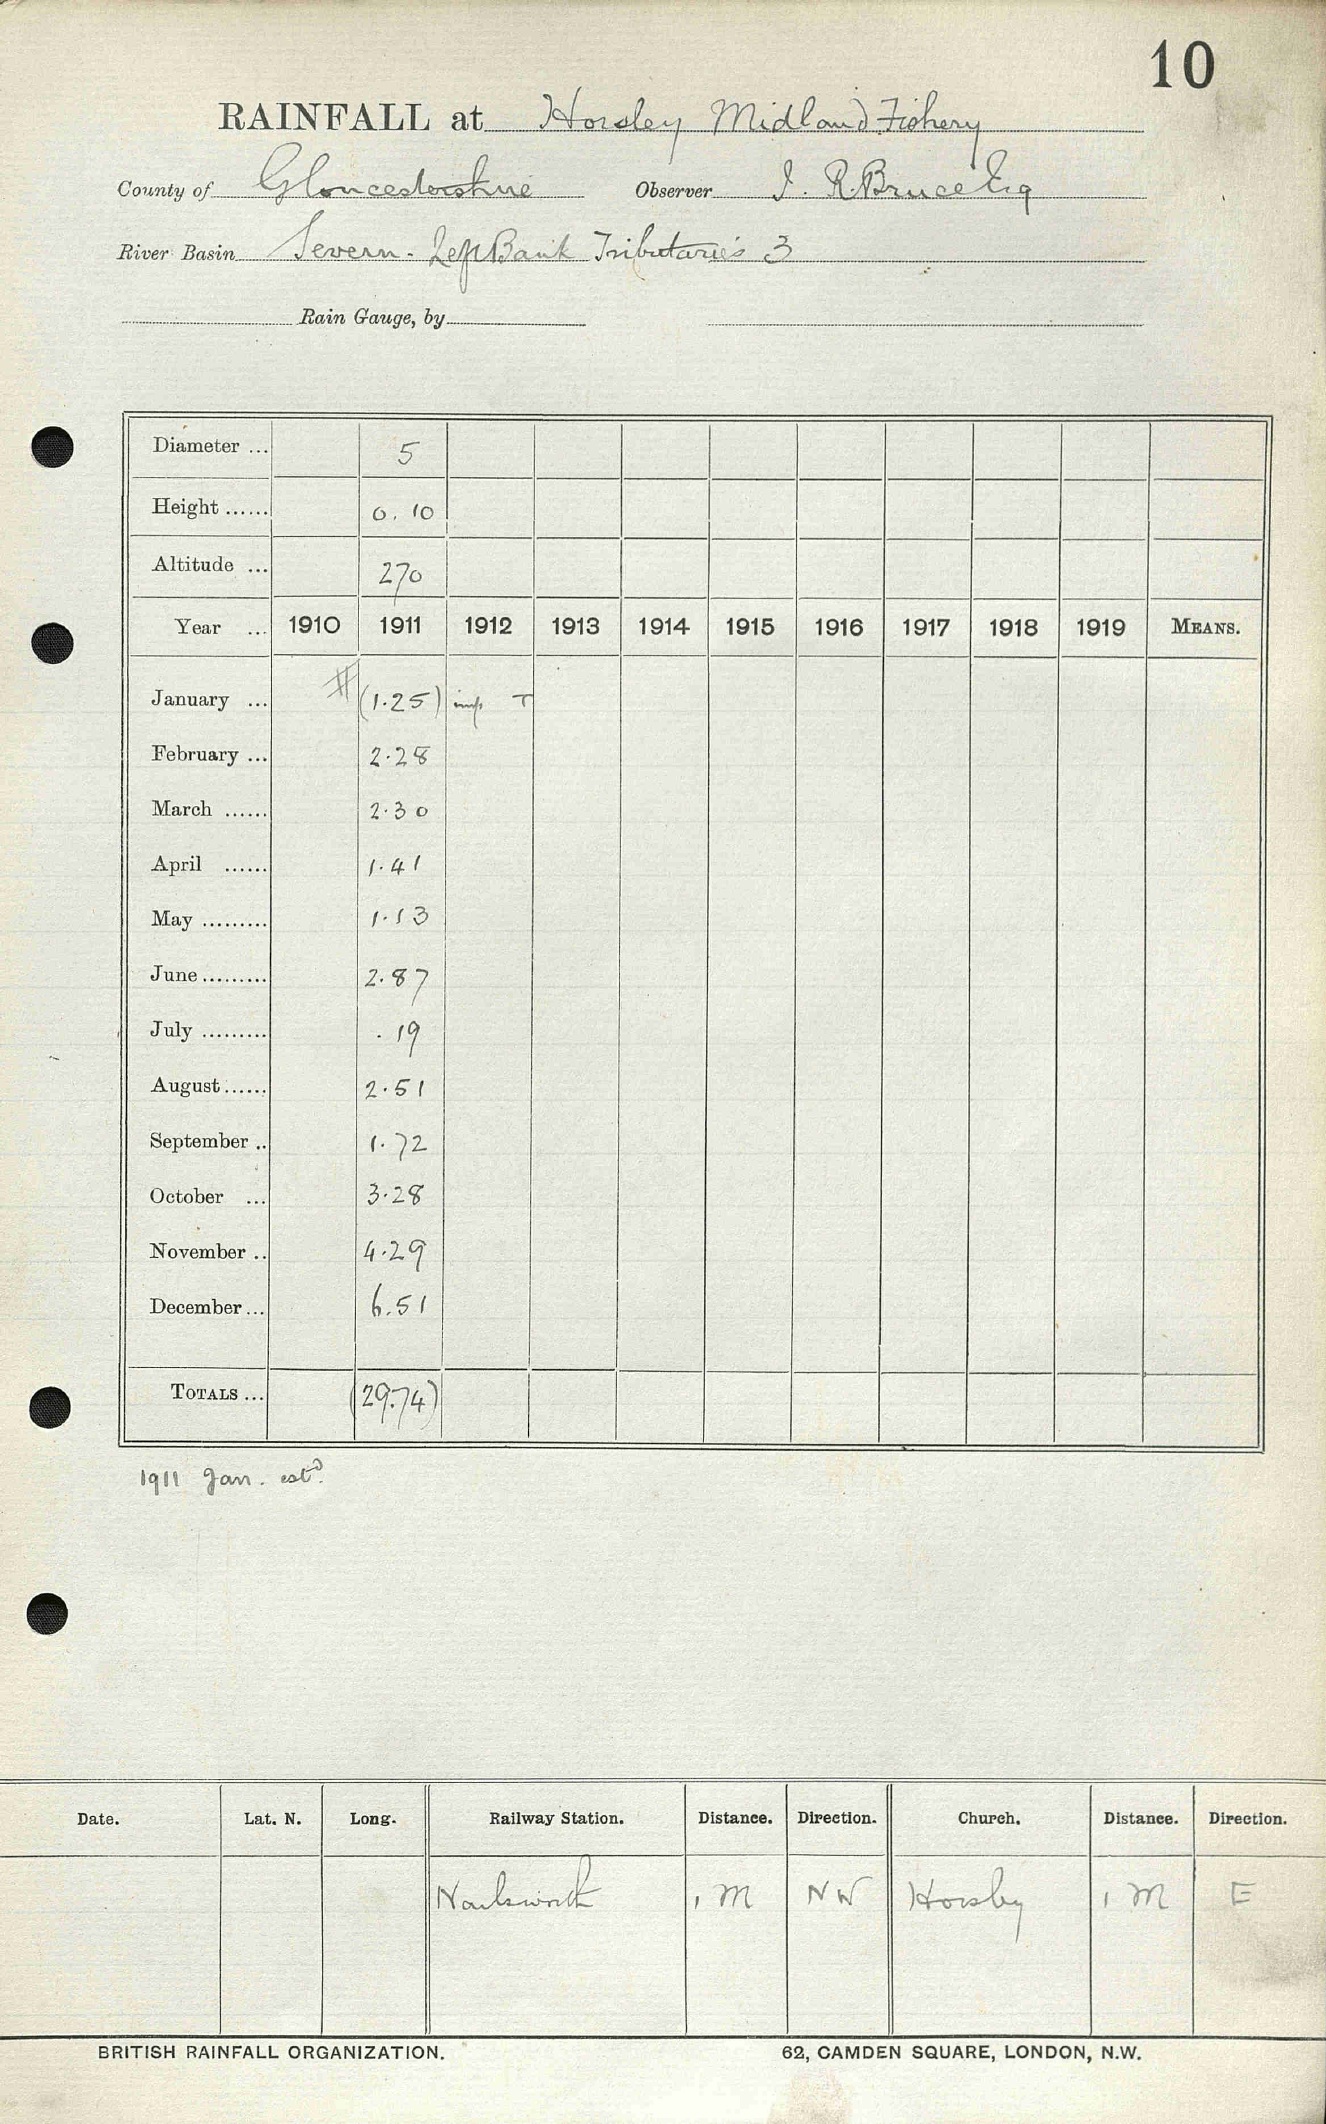 10
RAINFALL at Horsley Midland Fishery
County of Gloucestershire Observer J. R. Bruce Esq
River Basin Severn. Left Bank Tributaries 3
Rain Gauge, by
Diameter ... 5
Height ...... 0.10
Altitude ... 270
Year ... 1910 1911 1912 1913 1914 1915 1916 1917 1918 1919 MEANS.
January ... # (1.25) imp. T
February ... 2.28
March ...... 2.30
April ...... 1.41
May ......... 1.13
June ......... 2.87
July ......... .19
August ...... 2.51
September .. 1.72
October ... 3.28
November .. 4.29
December ... 6.51
TOTALS ... (29.74)
1911 Jan. estd.
Date. Lat. N. Long. Railway Station. Distance. Direction. Church. Distance. Direction.
Nailsworth 1 M NW Horsley 1 M E
BRITISH RAINFALL ORGANIZATION. 62, CAMDEN SQUARE, LONDON, N.W.